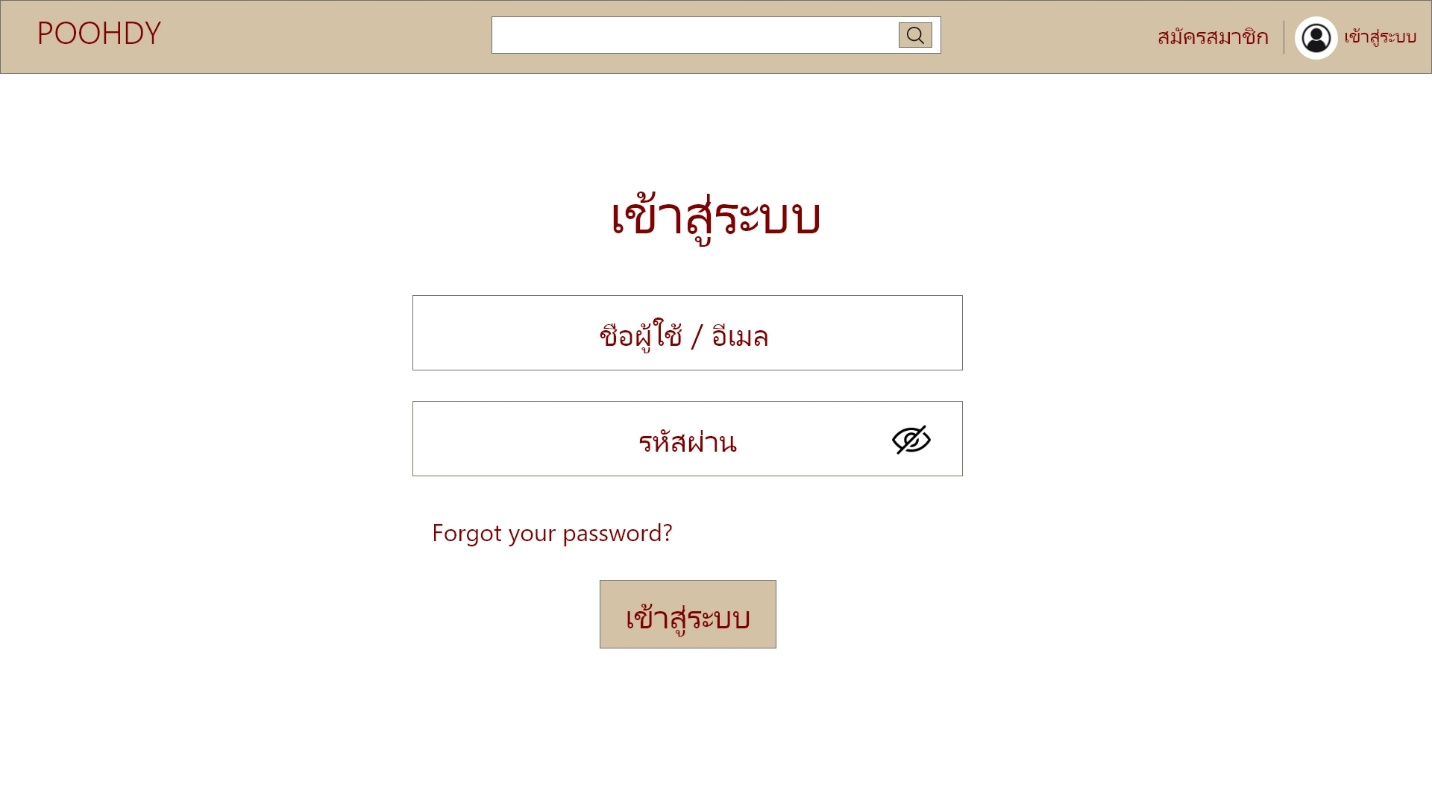 POOHDY
สมัครสมาชิก
เข้าสู่ระบบ
เข้าสู่ระบบ
ชือผู้ใช้ / อีเมล
รหัสผ่าน
Forgot your password?
เข้าสู่ระบบ